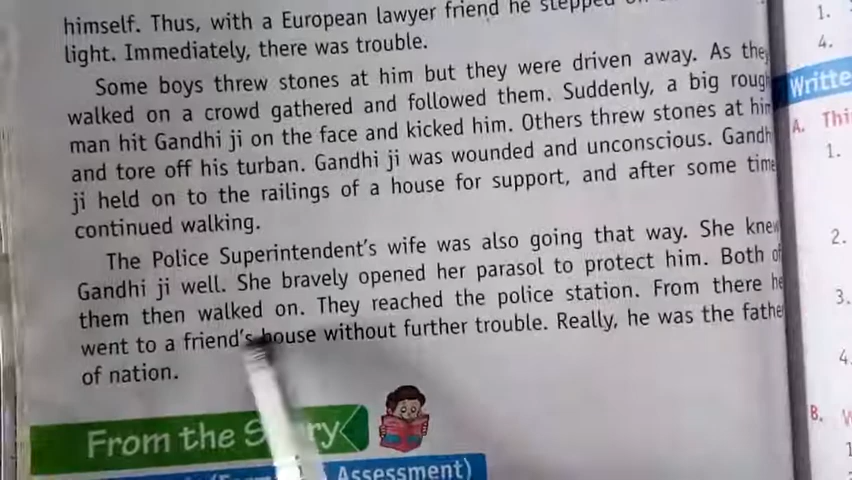 himself. Thus, with a European lawyer friend he stepped
light. Immediately, there was trouble.
Some boys threw stones at him but they were driven away. As they
walked on a crowd gathered and followed them. Suddenly, a big rough
man hit Gandhi ji on the face and kicked him. Others threw stones at him
and tore off his turban. Gandhi ji was wounded and unconscious. Gandh
ji held on to the railings of a house for support, and after some time
continued walking.
The Police Superintendent's wife was also going that way. She knew
Gandhi ji well. She bravely opened her parasol to protect him. Both of
them then walked on. They reached the police station. From there he
went to a friend's house without further trouble. Really, he was the fathe
of nation.
From the Story
Assessment)
1.
4.
Writte
A. Thi
1.
2.
3.
4.
B. W
1
2